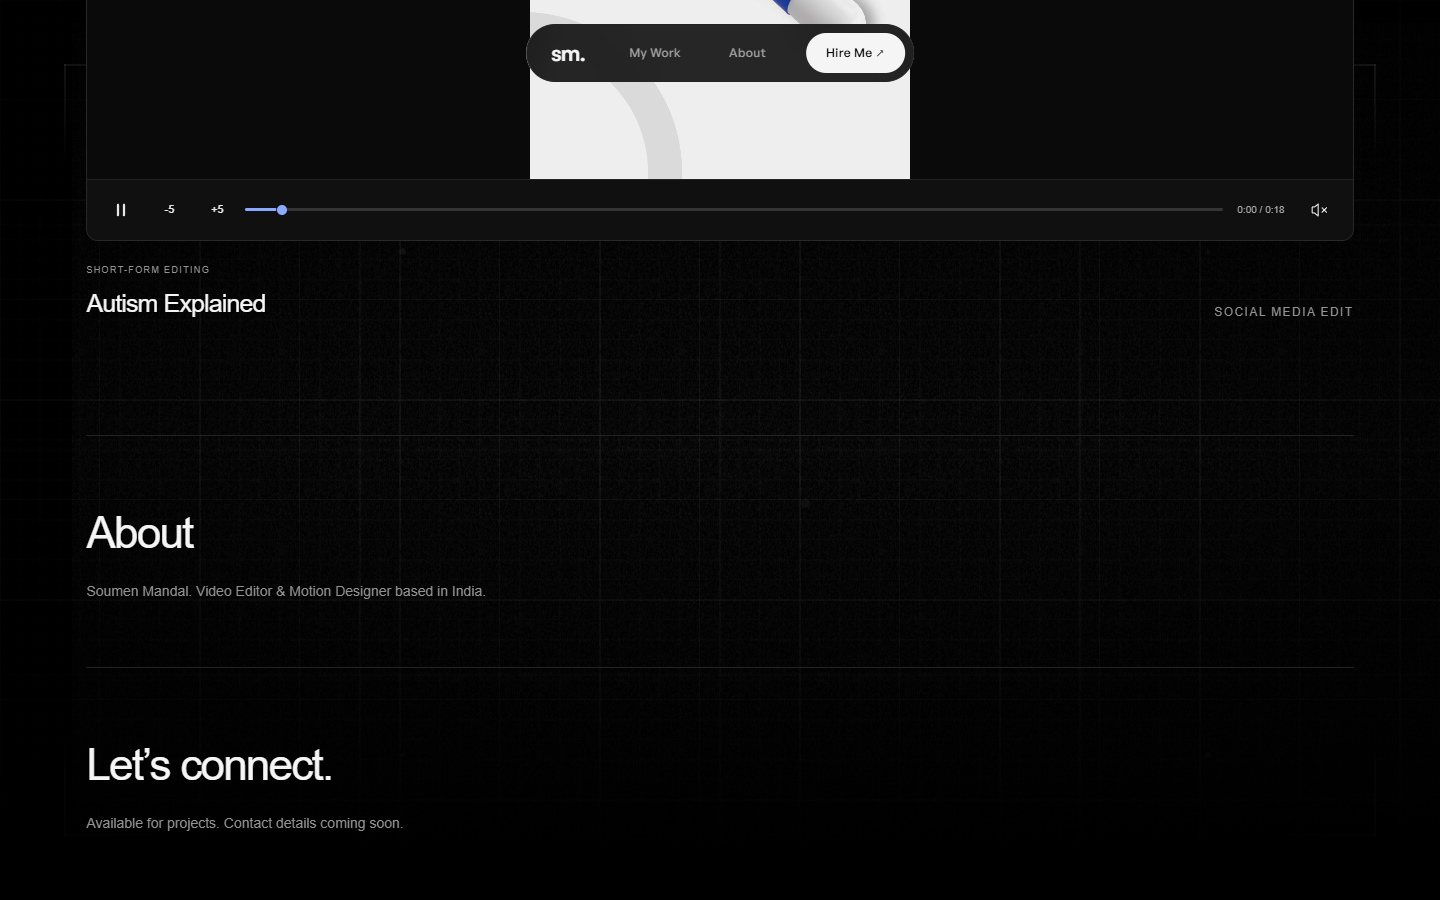 sm.
My Work
About
Hire Me ↗
-5
+5
0:00 / 0:18
SHORT-FORM EDITING
Autism Explained
SOCIAL MEDIA EDIT
About
Soumen Mandal. Video Editor & Motion Designer based in India.
Let’s connect.
Available for projects. Contact details coming soon.